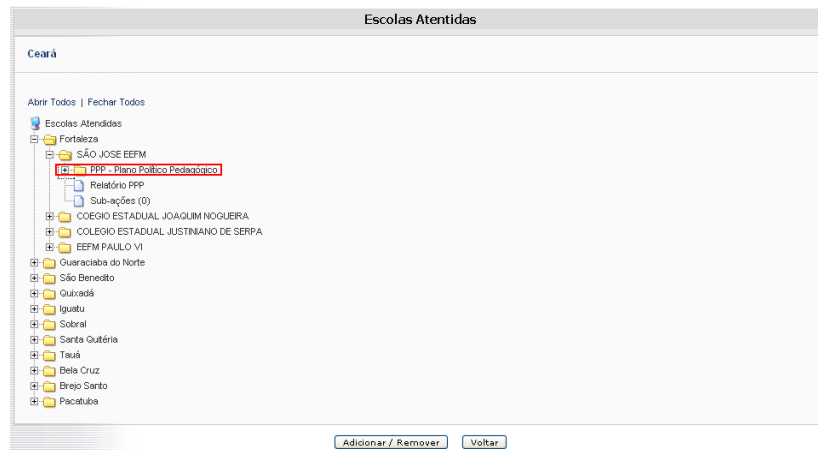 Escolas Atentidas
Ceará
Abrir Todos | Fechar Todos
Escolas Atendidas
Fortaleza
SÃO JOSE EEFM
PPP - Plano Político Pedagógico
Relatório PPP
Sub-ações (0)
COEGIO ESTADUAL JOAQUIM NOGUEIRA
COLEGIO ESTADUAL JUSTINIANO DE SERPA
EEFM PAULO VI
Guaraciaba do Norte
São Benedito
Quixadá
Iguatu
Sobral
Santa Quitéria
Tauá
Bela Cruz
Brejo Santo
Pacatuba
Adicionar / Remover Voltar